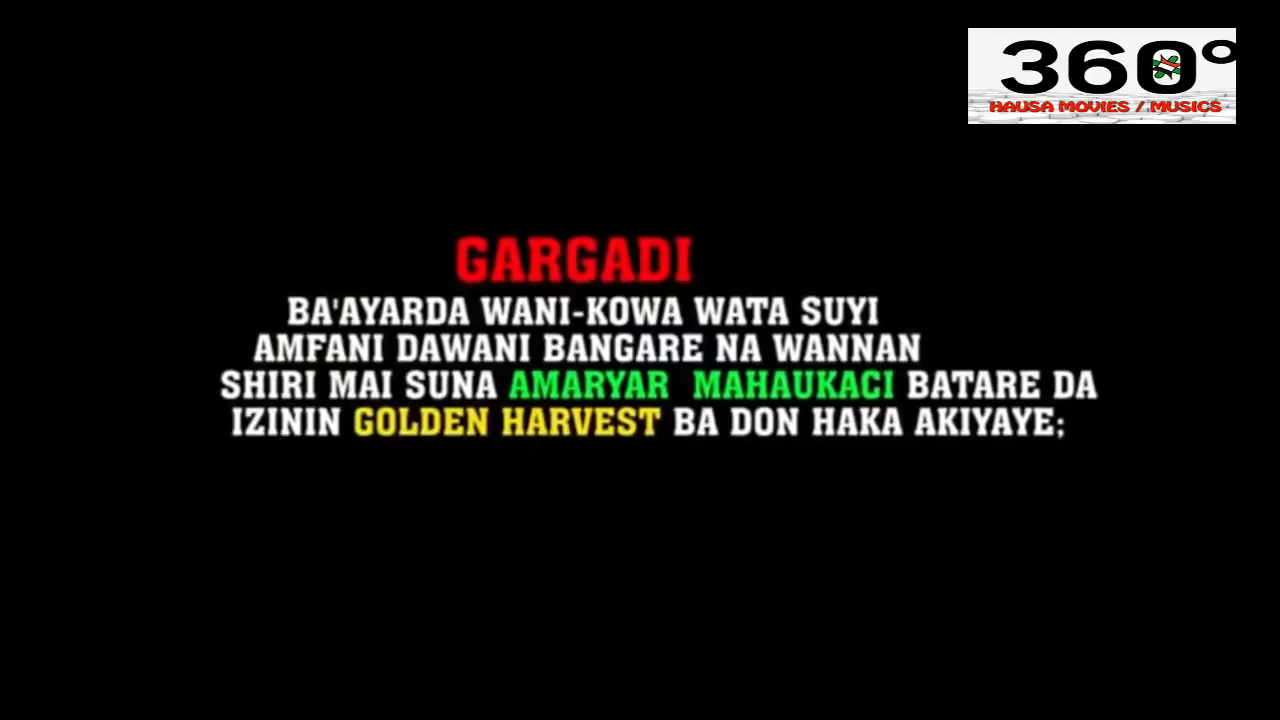 360°
HAUSA MOVIES / MUSICS
GARGADI
BA'AYARDA WANI-KOWA WATA SUYI
AMFANI DAWANI BANGARE NA WANNAN
SHIRI MAI SUNA AMARYAR MAHAUKACI BATARE DA
IZININ GOLDEN HARVEST BA DON HAKA AKIYAYE;